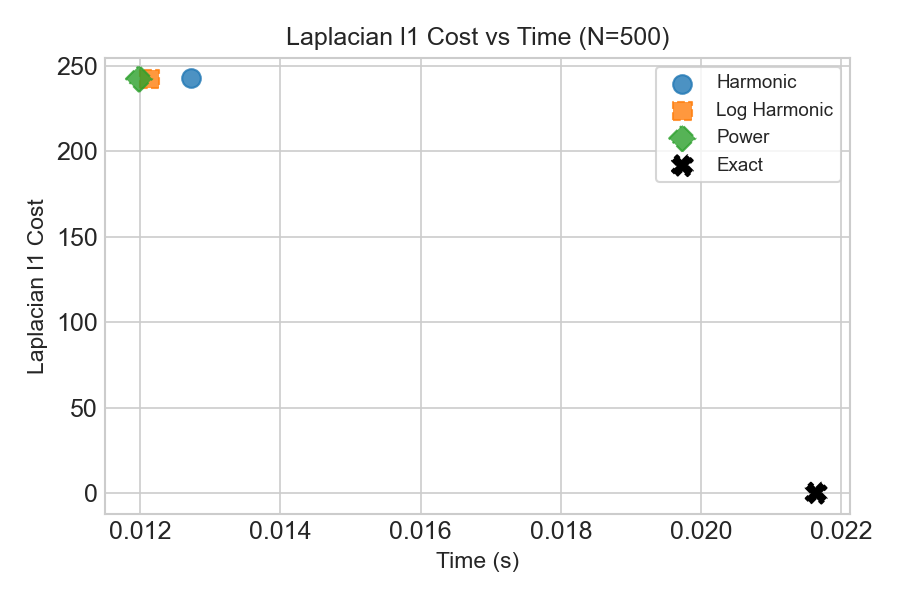 Laplacian l1 Cost vs Time (N=500)
250
200
150
100
50
0
Laplacian l1 Cost
Harmonic
Log Harmonic
Power
Exact
0.012 0.014 0.016 0.018 0.020 0.022
Time (s)